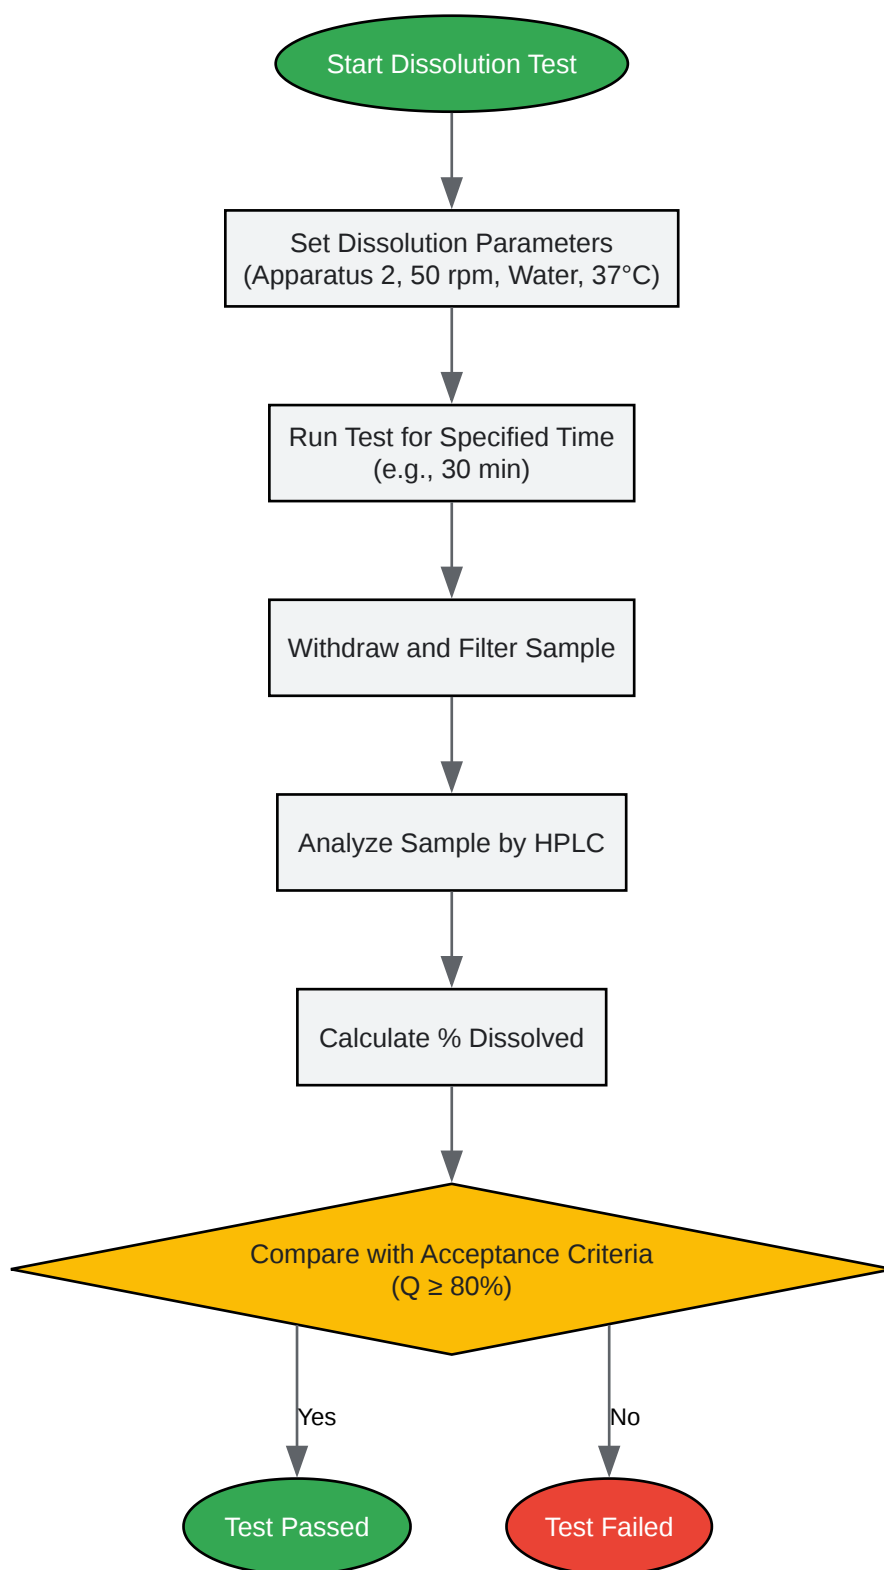 Start Dissolution Test
Set Dissolution Parameters
(Apparatus 2, 50 rpm, Water, 37°C)
Run Test for Specified Time
(e.g., 30 min)
Withdraw and Filter Sample
Analyze Sample by HPLC
Calculate % Dissolved
Compare with Acceptance Criteria
(Q ≥ 80%)
Yes
No
Test Passed
Test Failed